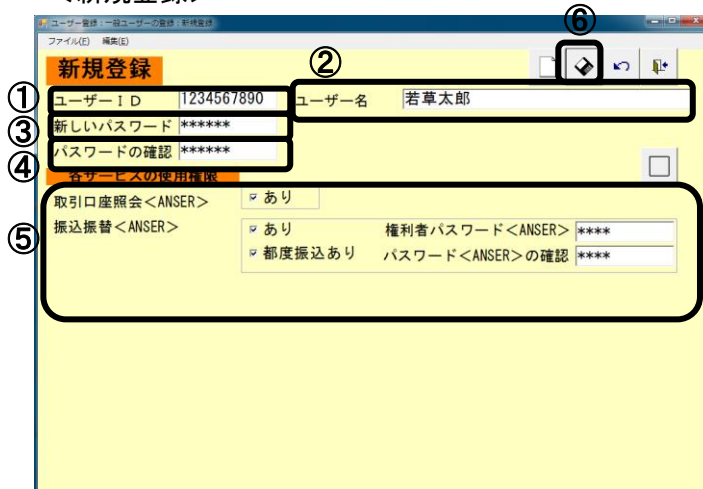 ＜新規登録＞
ユーザー登録：一般ユーザーの登録：新規登録
ファイル(F) 編集(E)
⑥
新規登録
②
① ユーザーＩＤ 1234567890 ユーザー名 若草太郎
③ 新しいパスワード ******
④ パスワードの確認 ******
各サービスの使用権限
取引口座照会＜ANSER＞ あり
⑤ 振込振替＜ANSER＞ あり 権利者パスワード＜ANSER＞ ****
都度振込あり パスワード＜ANSER＞の確認 ****